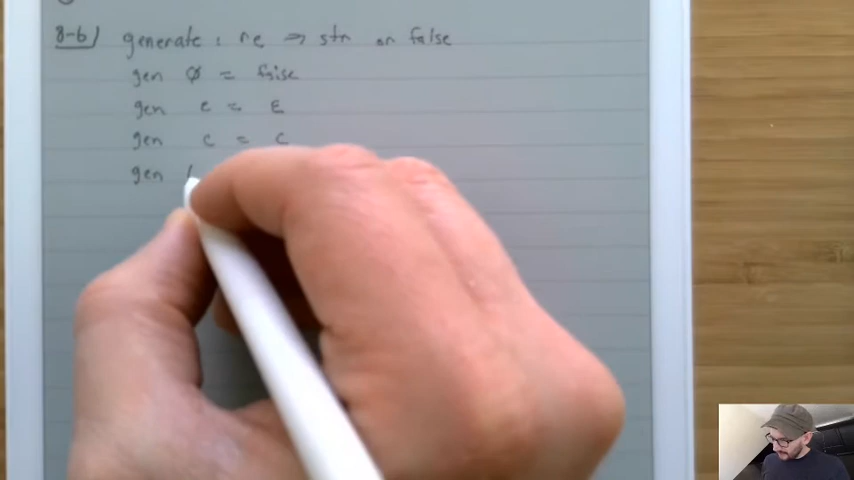 8-6/ generate : re => str or false
gen ∅ = false
gen ε = ε
gen c = c
gen (